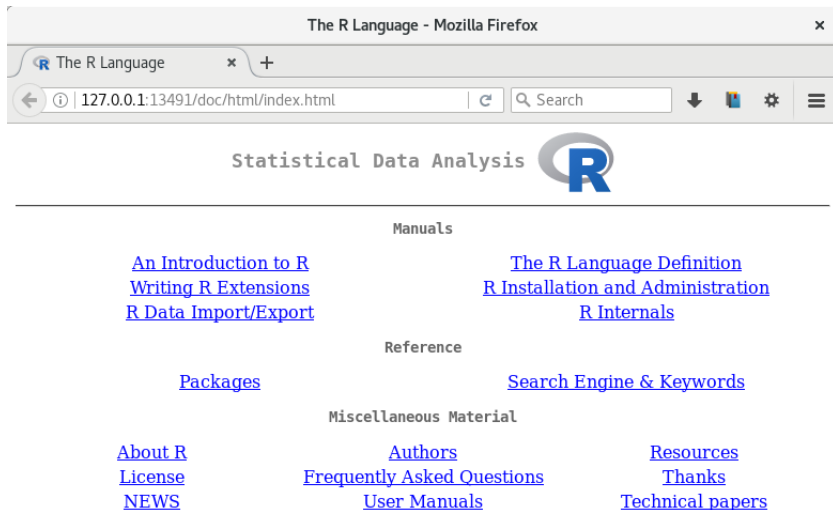 The R Language - Mozilla Firefox
The R Language
127.0.0.1:13491/doc/html/index.html Search
Statistical Data Analysis R
Manuals
An Introduction to R The R Language Definition
Writing R Extensions R Installation and Administration
R Data Import/Export R Internals
Reference
Packages Search Engine & Keywords
Miscellaneous Material
About R Authors Resources
License Frequently Asked Questions Thanks
NEWS User Manuals Technical papers